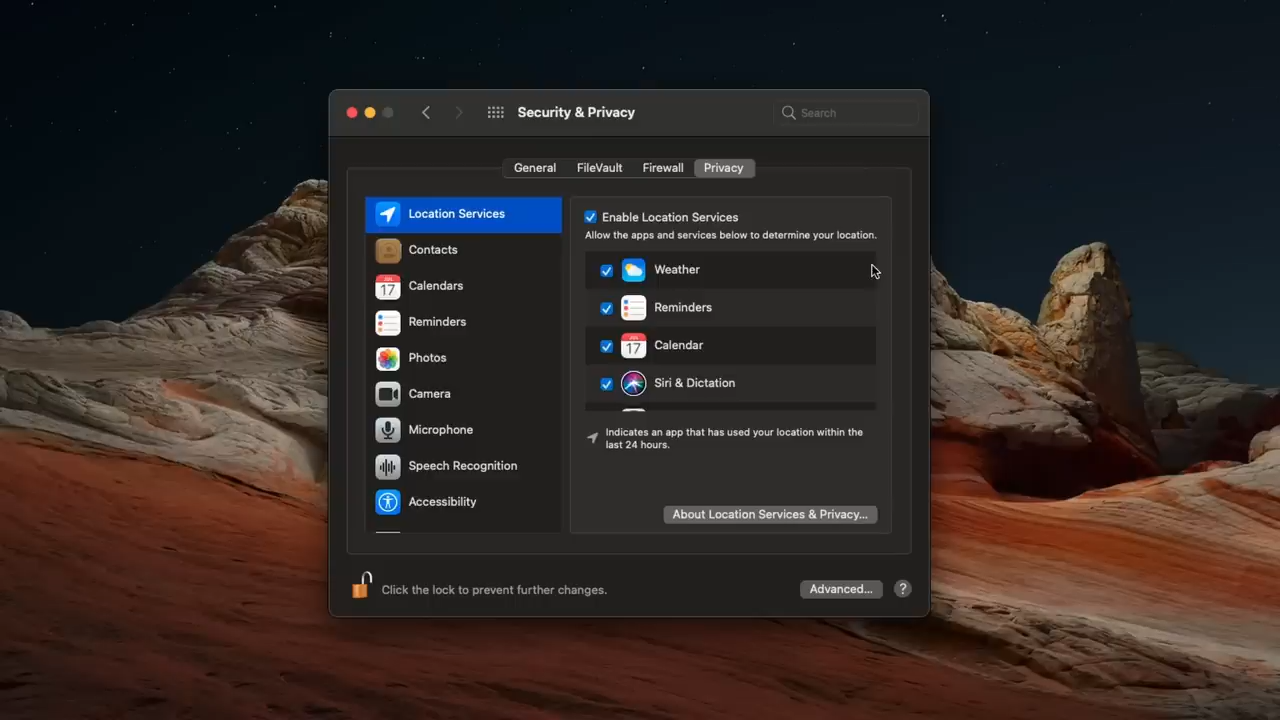 Security & Privacy
Search
General
FileVault
Firewall
Privacy
Location Services
Contacts
JUL
17
Calendars
Reminders
Photos
Camera
Microphone
Speech Recognition
Accessibility
Enable Location Services
Allow the apps and services below to determine your location.
Weather
Reminders
JUL
17
Calendar
Siri & Dictation
Indicates an app that has used your location within the
last 24 hours.
About Location Services & Privacy...
Click the lock to prevent further changes.
Advanced...
?